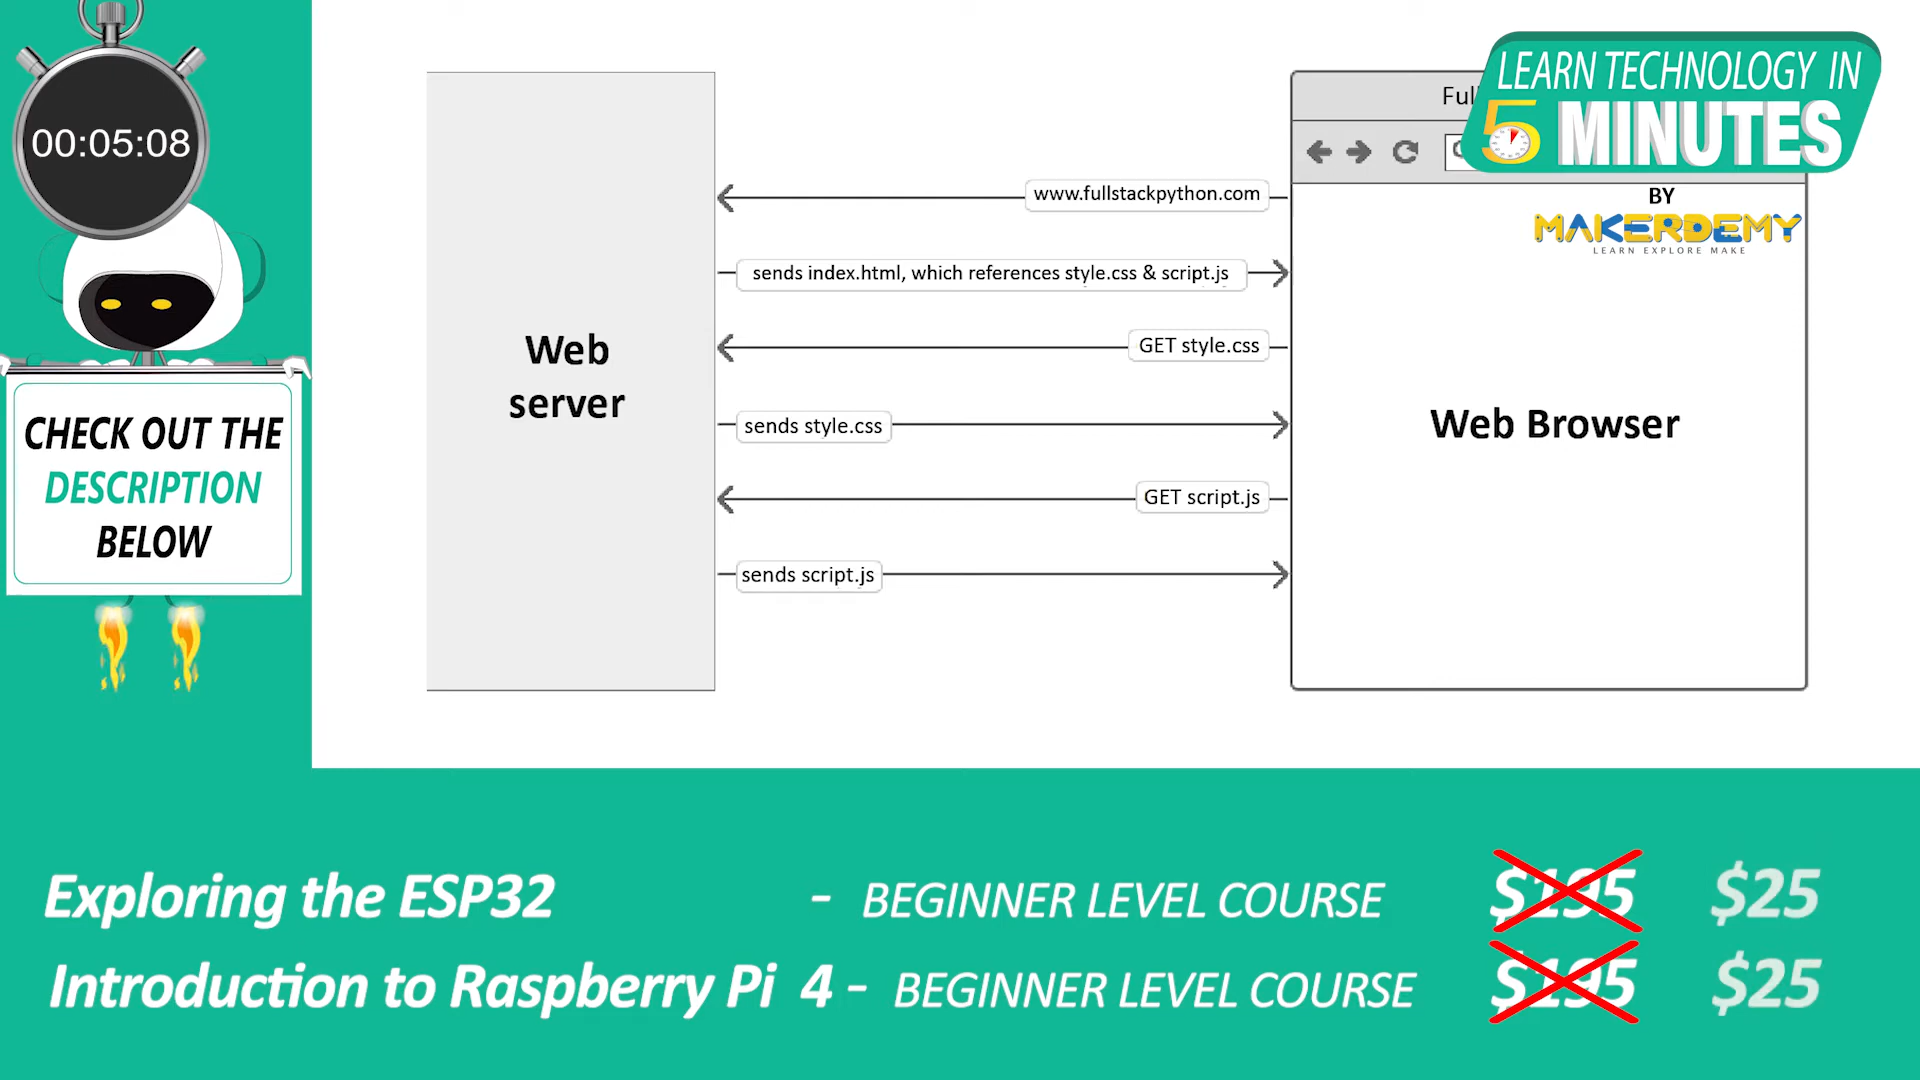 00:05:08
CHECK OUT THE
DESCRIPTION
BELOW
Web
server
www.fullstackpython.com
sends index.html, which references style.css & script.js
GET style.css
sends style.css
GET script.js
sends script.js
Web Browser
LEARN TECHNOLOGY IN
5 MINUTES
BY
MAKERDEMY
LEARN EXPLORE MAKE
Exploring the ESP32 - BEGINNER LEVEL COURSE $195 $25
Introduction to Raspberry Pi 4 - BEGINNER LEVEL COURSE $195 $25